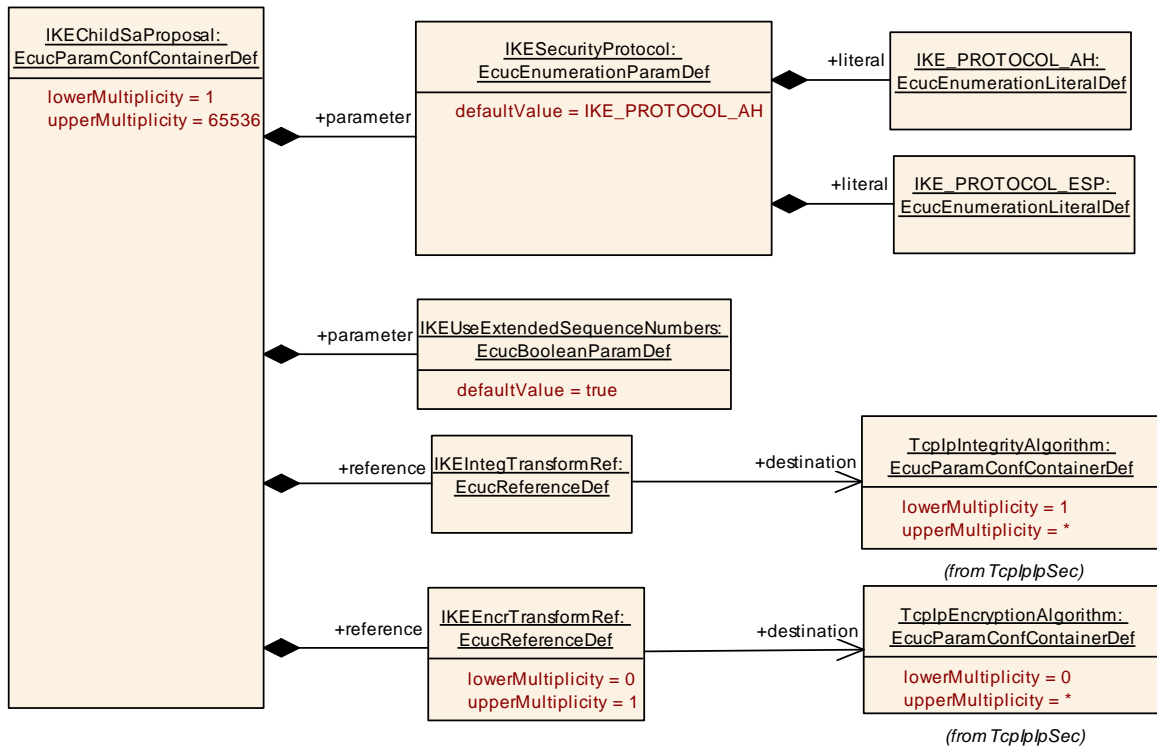 IKEChildSaProposal:
EcucParamConfContainerDef
lowerMultiplicity = 1
upperMultiplicity = 65536
+parameter
IKESecurityProtocol:
EcucEnumerationParamDef
defaultValue = IKE_PROTOCOL_AH
+literal
IKE_PROTOCOL_AH:
EcucEnumerationLiteralDef
+literal
IKE_PROTOCOL_ESP:
EcucEnumerationLiteralDef
+parameter
IKEUseExtendedSequenceNumbers:
EcucBooleanParamDef
defaultValue = true
+reference
IKEIntegTransformRef:
EcucReferenceDef
+destination
TcpIpIntegrityAlgorithm:
EcucParamConfContainerDef
lowerMultiplicity = 1
upperMultiplicity = *
(from TcpIpIpSec)
+reference
IKEEncrTransformRef:
EcucReferenceDef
lowerMultiplicity = 0
upperMultiplicity = 1
+destination
TcpIpEncryptionAlgorithm:
EcucParamConfContainerDef
lowerMultiplicity = 0
upperMultiplicity = *
(from TcpIpIpSec)